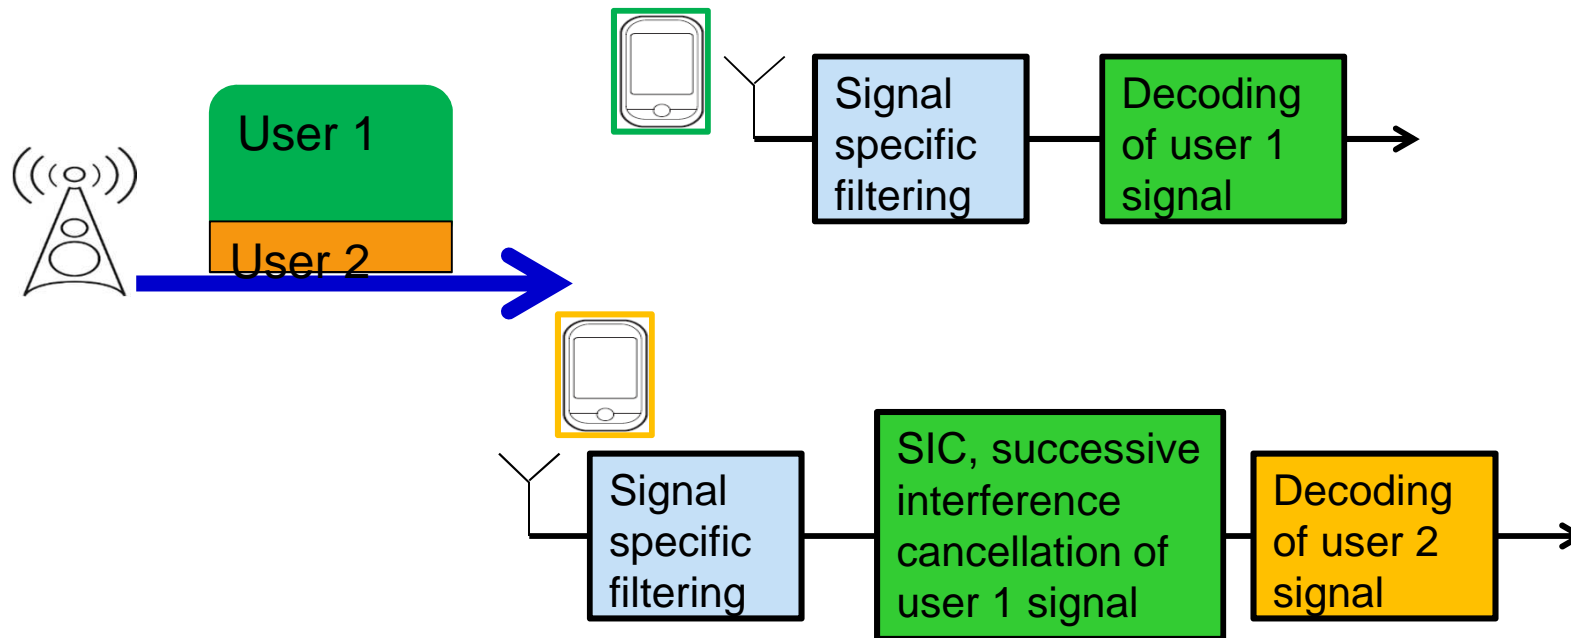 User 1
User 2
Signal
specific
filtering
Decoding
of user 1
signal
Signal
specific
filtering
SIC, successive
interference
cancellation of
user 1 signal
Decoding
of user 2
signal